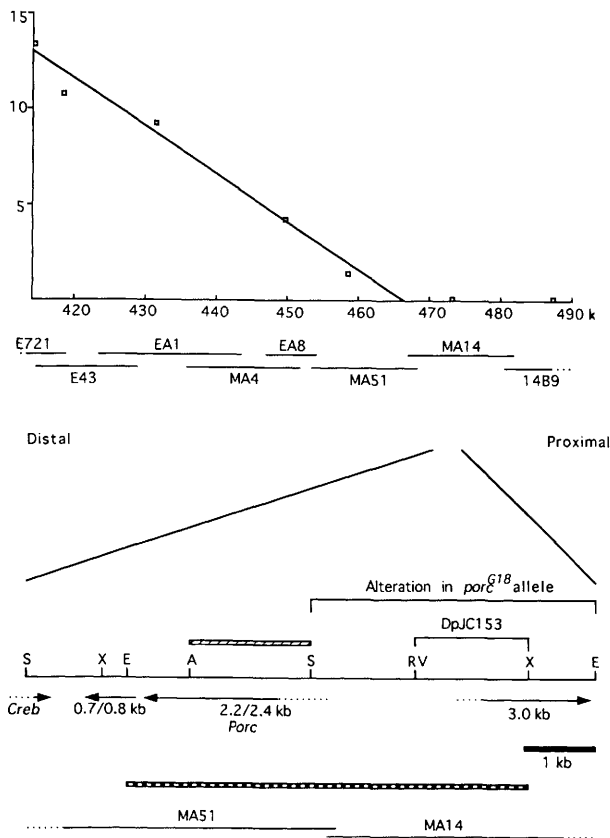 15
10
5
420 430 440 450 460 470 480 490 k
E721 EA1 EA8 MA14
E43 MA4 MA51 14B9
Distal Proximal
Alteration in porc^G18 allele
DpJC153
S X E A S RV X E
Creb 0.7/0.8 kb 2.2/2.4 kb 3.0 kb
Porc
1 kb
MA51 MA14